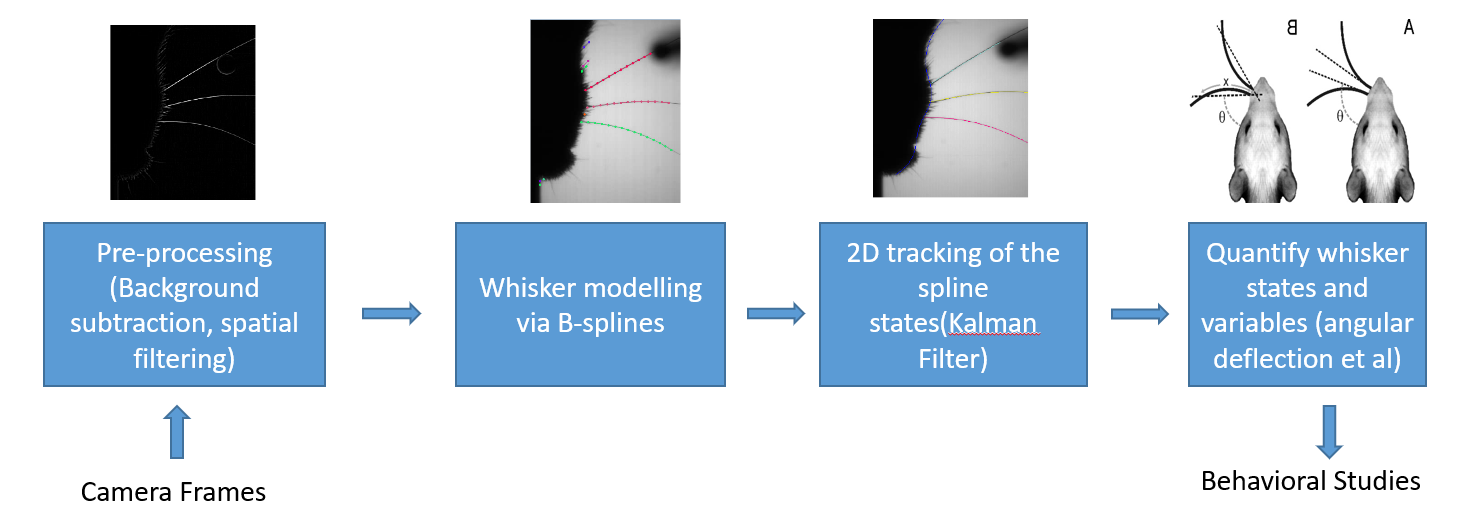 B
A
x
θ
θ
Pre-processing
(Background
subtraction, spatial
filtering)
Whisker modelling
via B-splines
2D tracking of the
spline
states(Kalman
Filter)
Quantify whisker
states and
variables (angular
deflection et al)
Camera Frames
Behavioral Studies